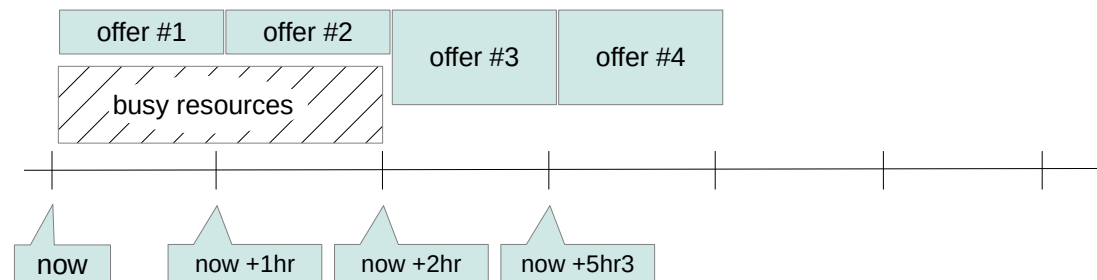 offer #1
offer #2
offer #3
offer #4
busy resources
now
now +1hr
now +2hr
now +5hr3